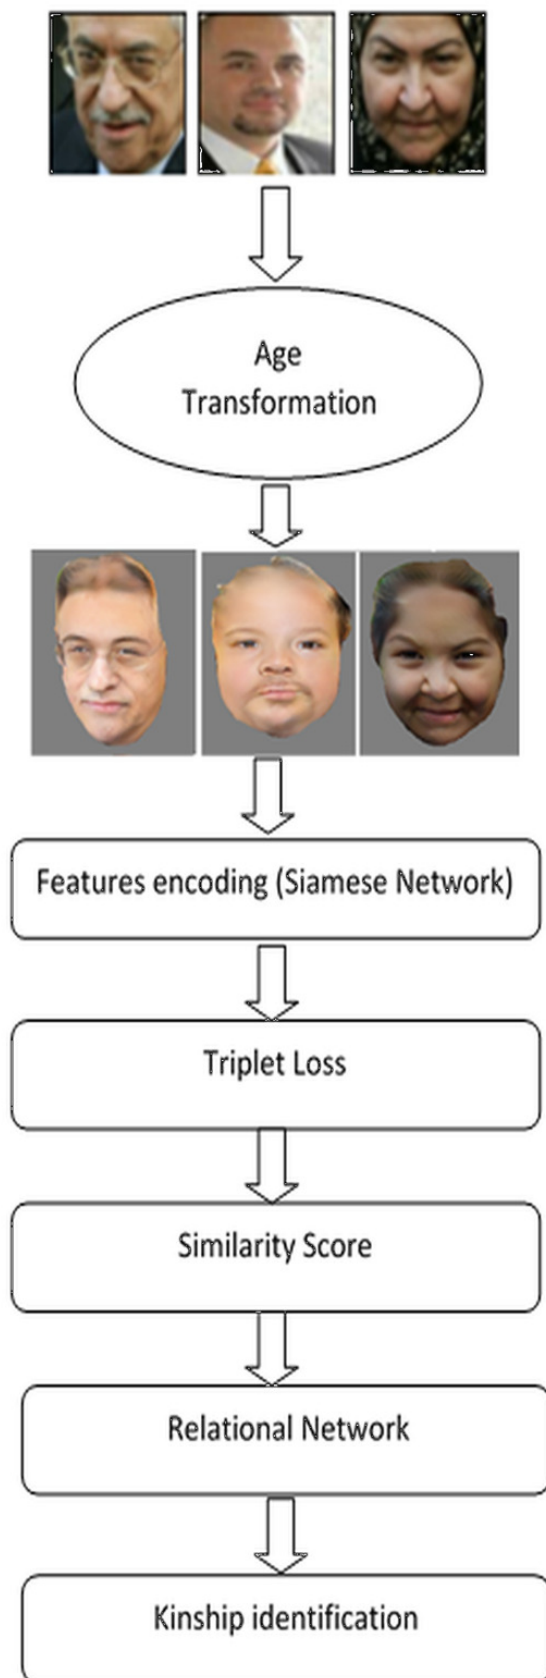 Age
Transformation
Features encoding (Siamese Network)
Triplet Loss
Similarity Score
Relational Network
Kinship identification